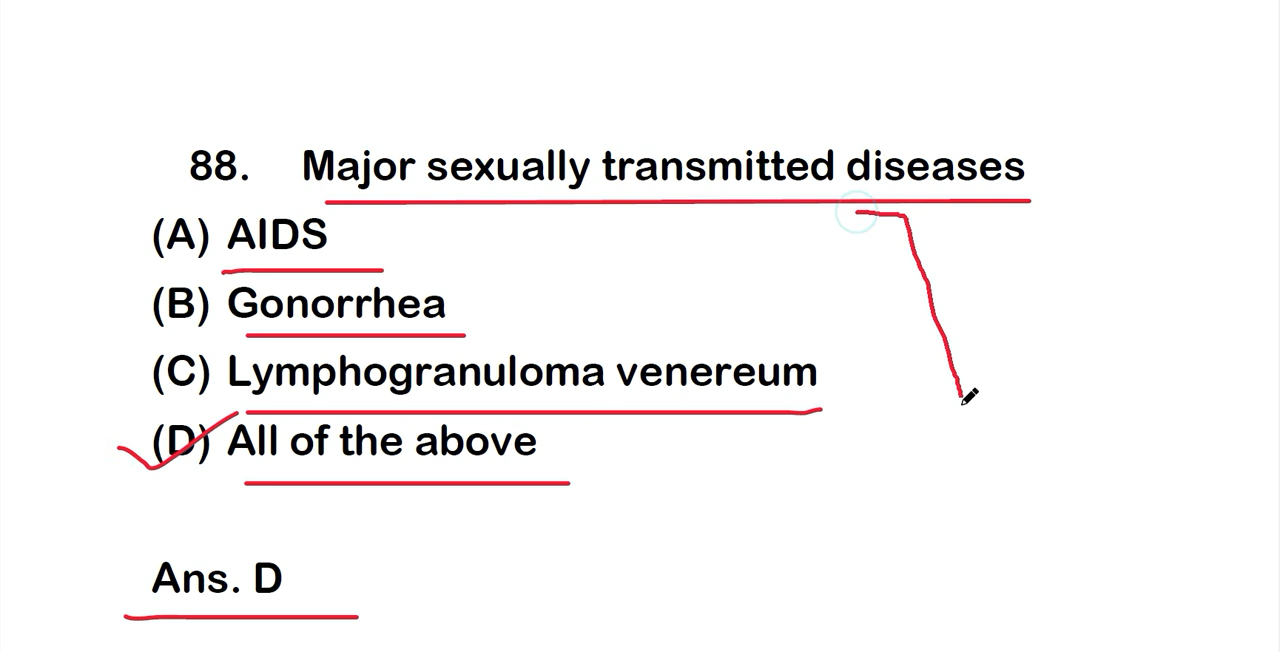 88. Major sexually transmitted diseases
(A) AIDS
(B) Gonorrhea
(C) Lymphogranuloma venereum
(D) All of the above
Ans. D